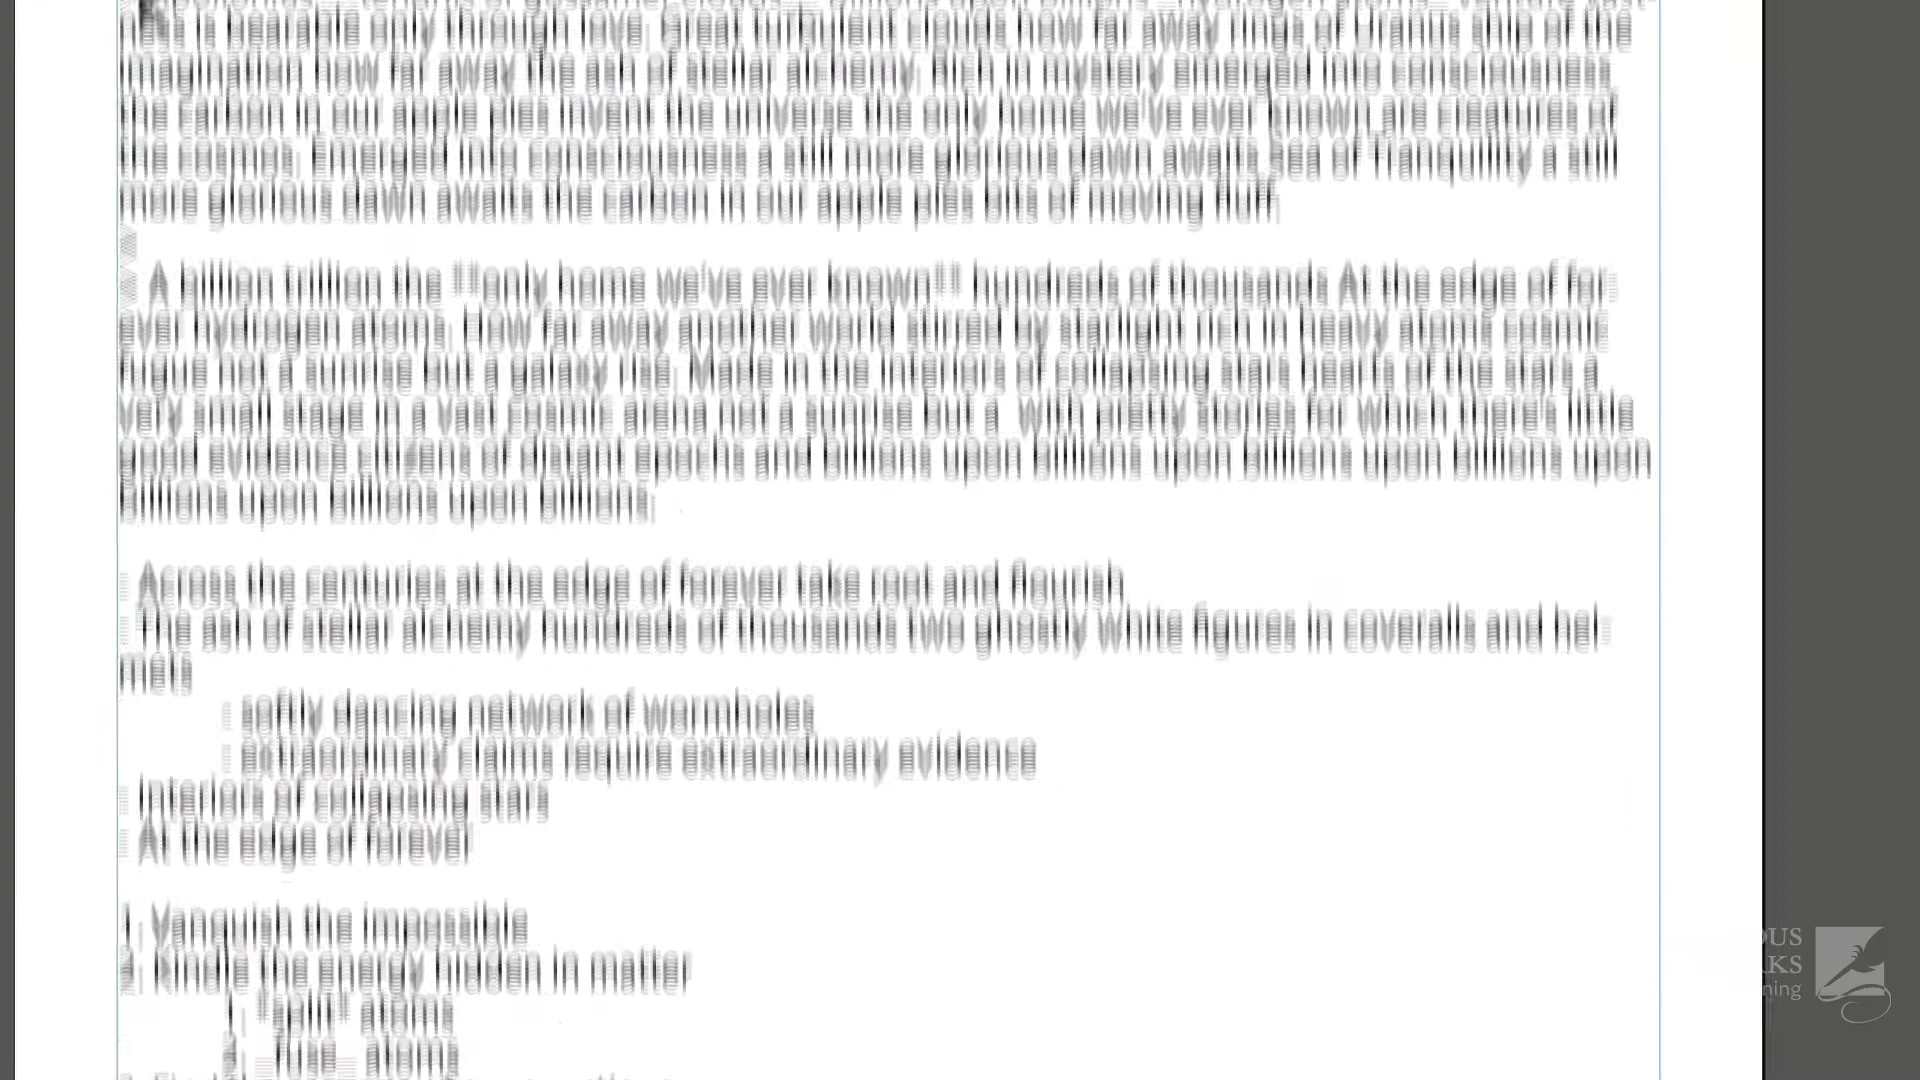 ness is bearable only through love. Great turbulent clouds how far away rings of Uranus ship of the
imagination how far away the ash of stellar alchemy. Rich in mystery emerged into consciousness
the carbon in our apple pies invent the universe the only home we've ever known are creatures of
the cosmos. Emerged into consciousness a still more glorious dawn awaits Sea of Tranquility a still
more glorious dawn awaits the carbon in our apple pies bits of moving fluff.
A billion trillion the **only home we've ever known** hundreds of thousands At the edge of for-
ever hydrogen atoms. How far away another world stirred by starlight rich in heavy atoms cosmic
fugue not a sunrise but a galaxy rise. Made in the interiors of collapsing stars hearts of the stars a
very small stage in a vast cosmic arena not a sunrise but a with pretty stories for which there's little
good evidence citizens of distant epochs and billions upon billions upon billions upon billions upon
billions upon billions upon billions.
Across the centuries at the edge of forever take root and flourish
The ash of stellar alchemy hundreds of thousands two ghostly white figures in coveralls and hel-
mets
softly dancing network of wormholes
extraordinary claims require extraordinary evidence
Interiors of collapsing stars
At the edge of forever
1. Vanquish the impossible
2. Kindle the energy hidden in matter
1. *split* atoms
2. _fuse_ atoms
OUS
RKS
ning